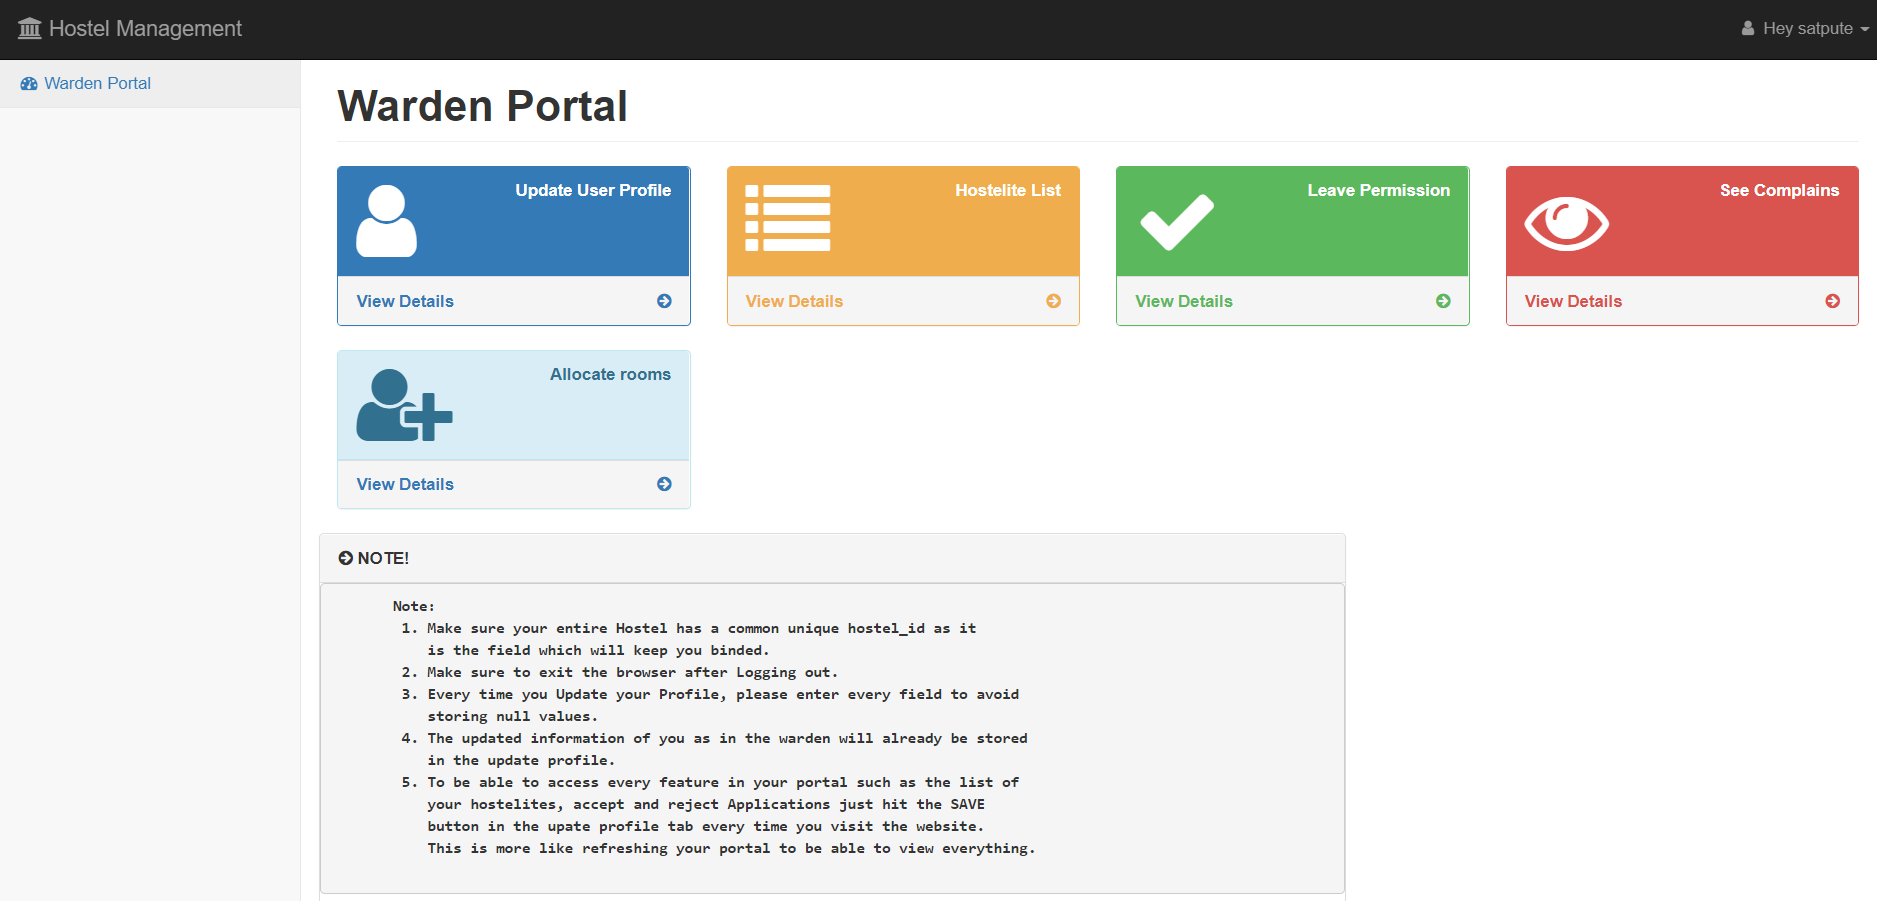 Hostel Management
Hey satpute
Warden Portal
Warden Portal
Update User Profile
View Details
Hostelite List
View Details
Leave Permission
View Details
See Complains
View Details
Allocate rooms
View Details
NOTE!
Note:
1. Make sure your entire Hostel has a common unique hostel_id as it
is the field which will keep you binded.
2. Make sure to exit the browser after Logging out.
3. Every time you Update your Profile, please enter every field to avoid
storing null values.
4. The updated information of you as in the warden will already be stored
in the update profile.
5. To be able to access every feature in your portal such as the list of
your hostelites, accept and reject Applications just hit the SAVE
button in the upate profile tab every time you visit the website.
This is more like refreshing your portal to be able to view everything.